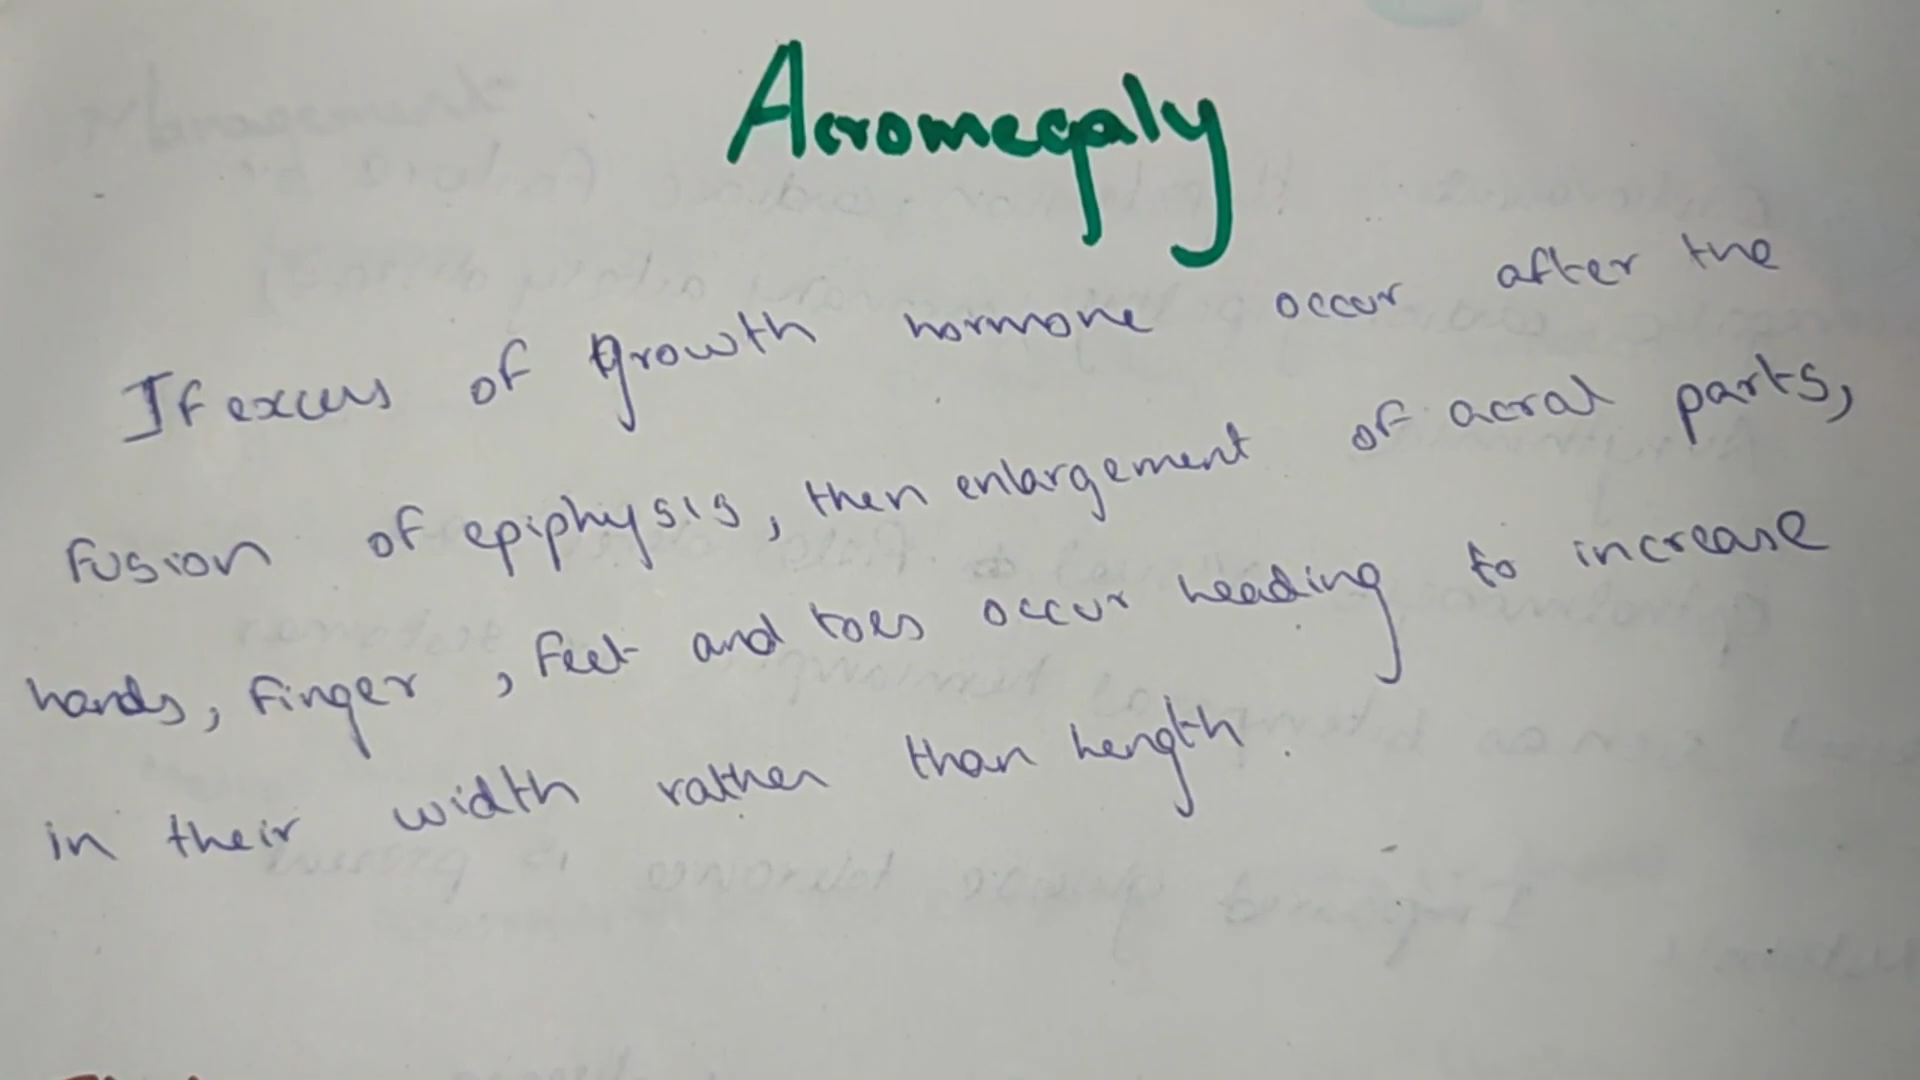 Acromegaly
If excess of growth hormone occur after the
fusion of epiphysis, then enlargement of acral parts,
hands, finger, feet and toes occur leading to increase
in their width rather than length.